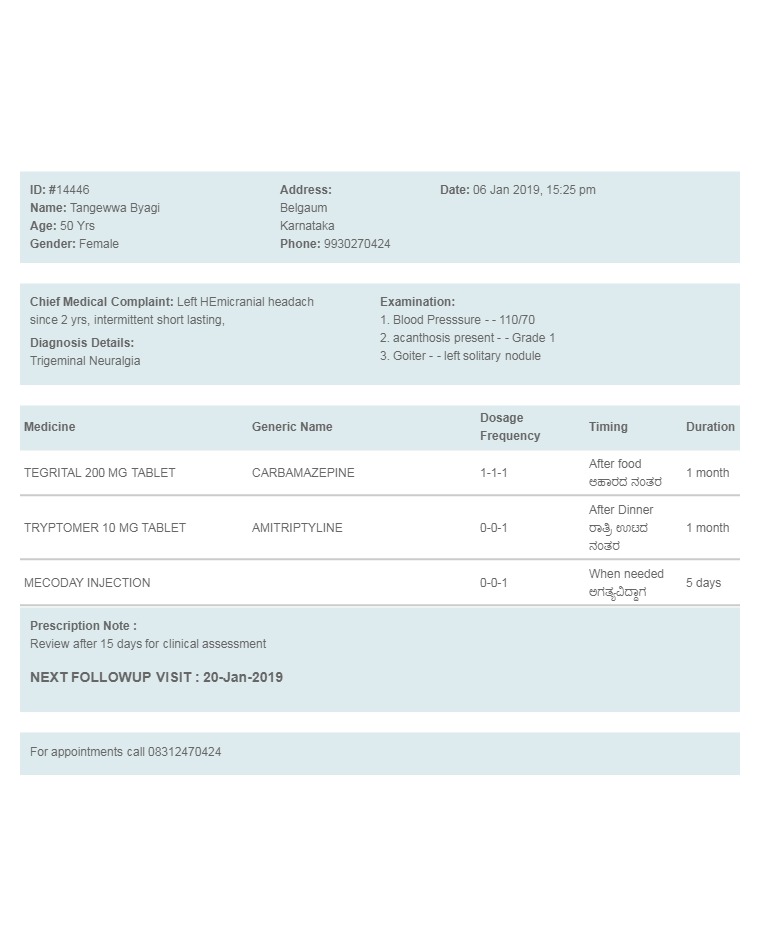 ID: #14446
Name: Tangewwa Byagi
Age: 50 Yrs
Gender: Female
Address:
Belgaum
Karnataka
Phone: 9930270424
Date: 06 Jan 2019, 15:25 pm
Chief Medical Complaint: Left HEmicranial headach
since 2 yrs, intermittent short lasting,
Diagnosis Details:
Trigeminal Neuralgia
Examination:
1. Blood Presssure - - 110/70
2. acanthosis present - - Grade 1
3. Goiter - - left solitary nodule
Medicine Generic Name Dosage Frequency Timing Duration
TEGRITAL 200 MG TABLET CARBAMAZEPINE 1-1-1 After food 1 month
ಆಹಾರದ ನಂತರ
TRYPTOMER 10 MG TABLET AMITRIPTYLINE 0-0-1 After Dinner 1 month
ರಾತ್ರಿ ಊಟದ
ನಂತರ
MECODAY INJECTION 0-0-1 When needed 5 days
ಅಗತ್ಯವಿದ್ದಾಗ
Prescription Note :
Review after 15 days for clinical assessment
NEXT FOLLOWUP VISIT : 20-Jan-2019
For appointments call 08312470424